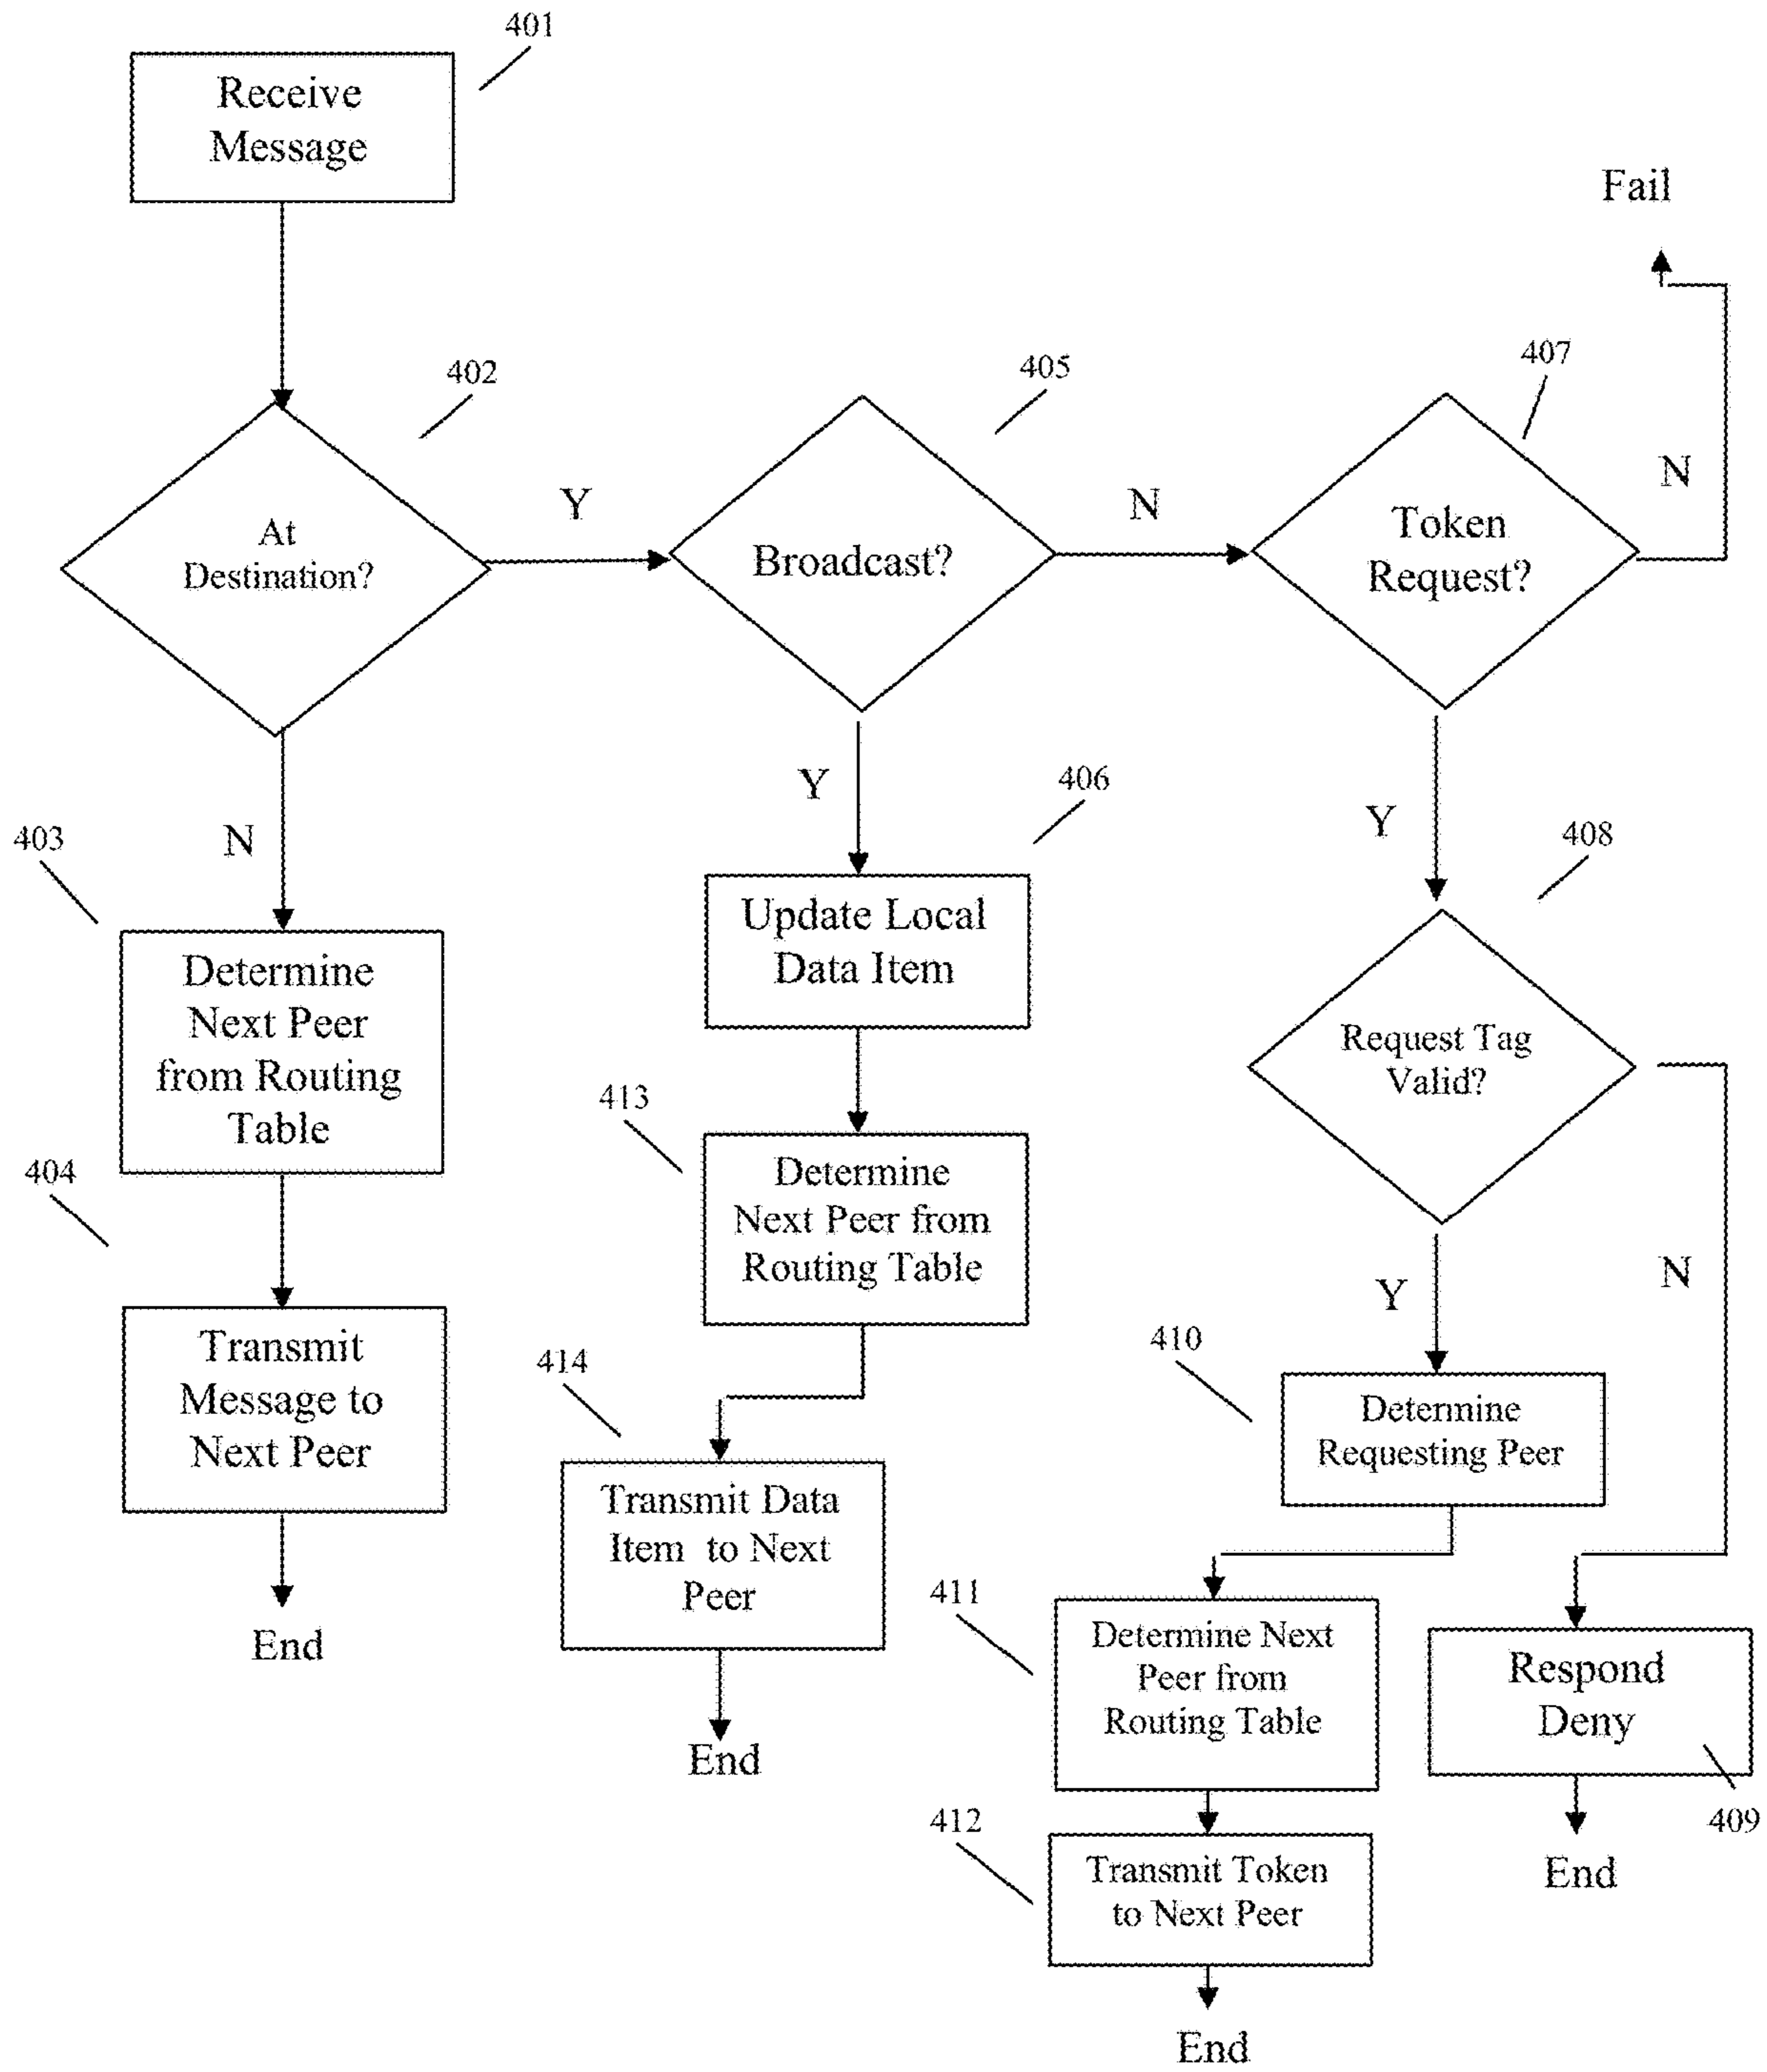 401
Receive
Message
Fail
402
405
407
At
Destination?
Y
Broadcast?
N
Token
Request?
N
N
403
Determine
Next Peer
from Routing
Table
404
Transmit
Message to
Next Peer
End
Y
406
Update Local
Data Item
413
Determine
Next Peer from
Routing Table
414
Transmit Data
Item to Next
Peer
End
Y
408
Request Tag
Valid?
Y
N
410
Determine
Requesting Peer
411
Determine Next
Peer from
Routing Table
412
Transmit Token
to Next Peer
End
Respond
Deny
409
End